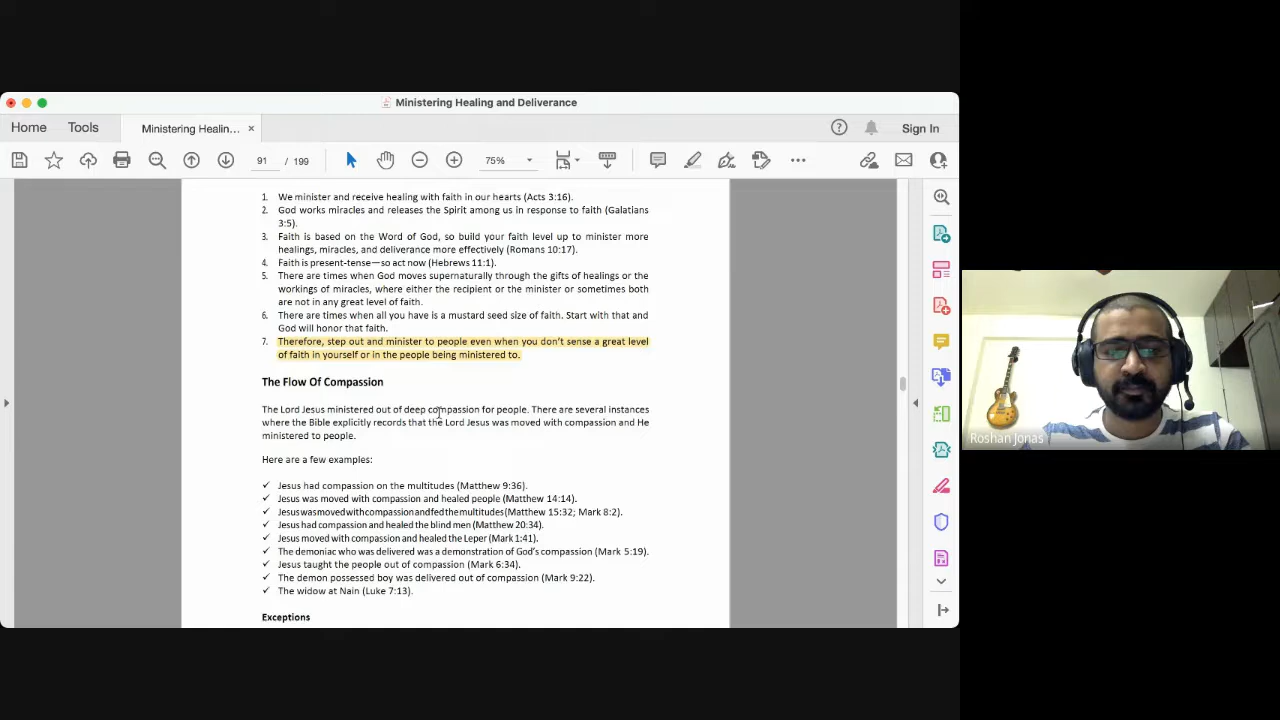 Ministering Healing and Deliverance
Home
Tools
Ministering Healin...
Sign In
91 / 199
75%
1. We minister and receive healing with faith in our hearts (Acts 3:16).
2. God works miracles and releases the Spirit among us in response to faith (Galatians
3:5).
3. Faith is based on the Word of God, so build your faith level up to minister more
healings, miracles, and deliverance more effectively (Romans 10:17).
4. Faith is present-tense—so act now (Hebrews 11:1).
5. There are times when God moves supernaturally through the gifts of healings or the
workings of miracles, where either the recipient or the minister or sometimes both
are not in any great level of faith.
6. There are times when all you have is a mustard seed size of faith. Start with that and
God will honor that faith.
7. Therefore, step out and minister to people even when you don't sense a great level
of faith in yourself or in the people being ministered to.
The Flow Of Compassion
The Lord Jesus ministered out of deep compassion for people. There are several instances
where the Bible explicitly records that the Lord Jesus was moved with compassion and He
ministered to people.
Here are a few examples:
✓ Jesus had compassion on the multitudes (Matthew 9:36).
✓ Jesus was moved with compassion and healed people (Matthew 14:14).
✓ Jesus was moved with compassion and fed the multitudes (Matthew 15:32; Mark 8:2).
✓ Jesus had compassion and healed the blind men (Matthew 20:34).
✓ Jesus moved with compassion and healed the Leper (Mark 1:41).
✓ The demoniac who was delivered was a demonstration of God's compassion (Mark 5:19).
✓ Jesus taught the people out of compassion (Mark 6:34).
✓ The demon possessed boy was delivered out of compassion (Mark 9:22).
✓ The widow at Nain (Luke 7:13).
Exceptions
Roshan Jonas